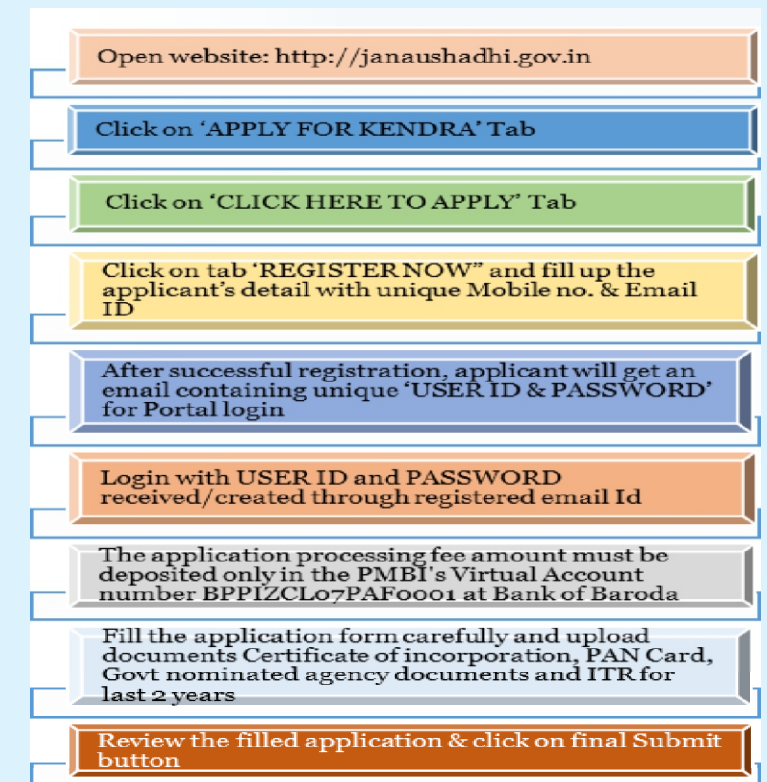 Open website: http://janaushadhi.gov.in
Click on ‘APPLY FOR KENDRA’ Tab
Click on ‘CLICK HERE TO APPLY’ Tab
Click on tab ‘REGISTER NOW” and fill up the
applicant’s detail with unique Mobile no. & Email
ID
After successful registration, applicant will get an
email containing unique ‘USER ID & PASSWORD’
for Portal login
Login with USER ID and PASSWORD
received/created through registered email Id
The application processing fee amount must be
deposited only in the PMBI's Virtual Account
number BPPIZCL07PAF0001 at Bank of Baroda
Fill the application form carefully and upload
documents Certificate of incorporation, PAN Card,
Govt nominated agency documents and ITR for
last 2 years
Review the filled application & click on final Submit
button